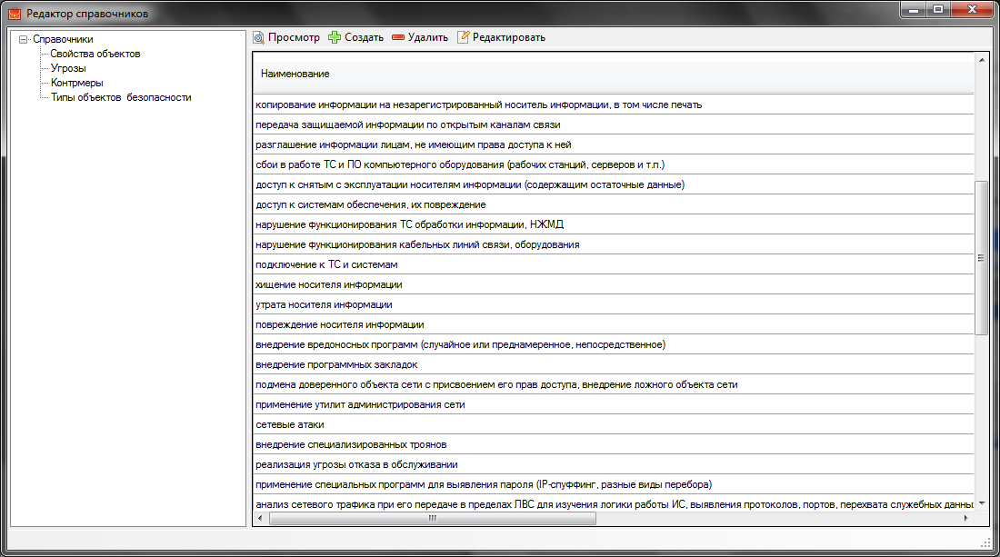 Редактор справочников
Справочники
Свойства объектов
Угрозы
Контрмеры
Типы объектов безопасности
Просмотр Создать Удалить Редактировать
Наименование
копирование информации на незарегистрированный носитель информации, в том числе печать
передача защищаемой информации по открытым каналам связи
разглашение информации лицам, не имеющим права доступа к ней
сбои в работе ТС и ПО компьютерного оборудования (рабочих станций, серверов и т.п.)
доступ к снятым с эксплуатации носителям информации (содержащим остаточные данные)
доступ к системам обеспечения, их повреждение
нарушение функционирования ТС обработки информации, НЖМД
нарушение функционирования кабельных линий связи, оборудования
подключение к ТС и системам
хищение носителя информации
утрата носителя информации
повреждение носителя информации
внедрение вредоносных программ (случайное или преднамеренное, непосредственное)
внедрение программных закладок
подмена доверенного объекта сети с присвоением его прав доступа, внедрение ложного объекта сети
применение утилит администрирования сети
сетевые атаки
внедрение специализированных троянов
реализация угрозы отказа в обслуживании
применение специальных программ для выявления пароля (IP-спуффинг, разные виды перебора)
анализ сетевого трафика при его передаче в пределах ЛВС для изучения логики работы ИС, выявления протоколов, портов, перехвата служебных данны